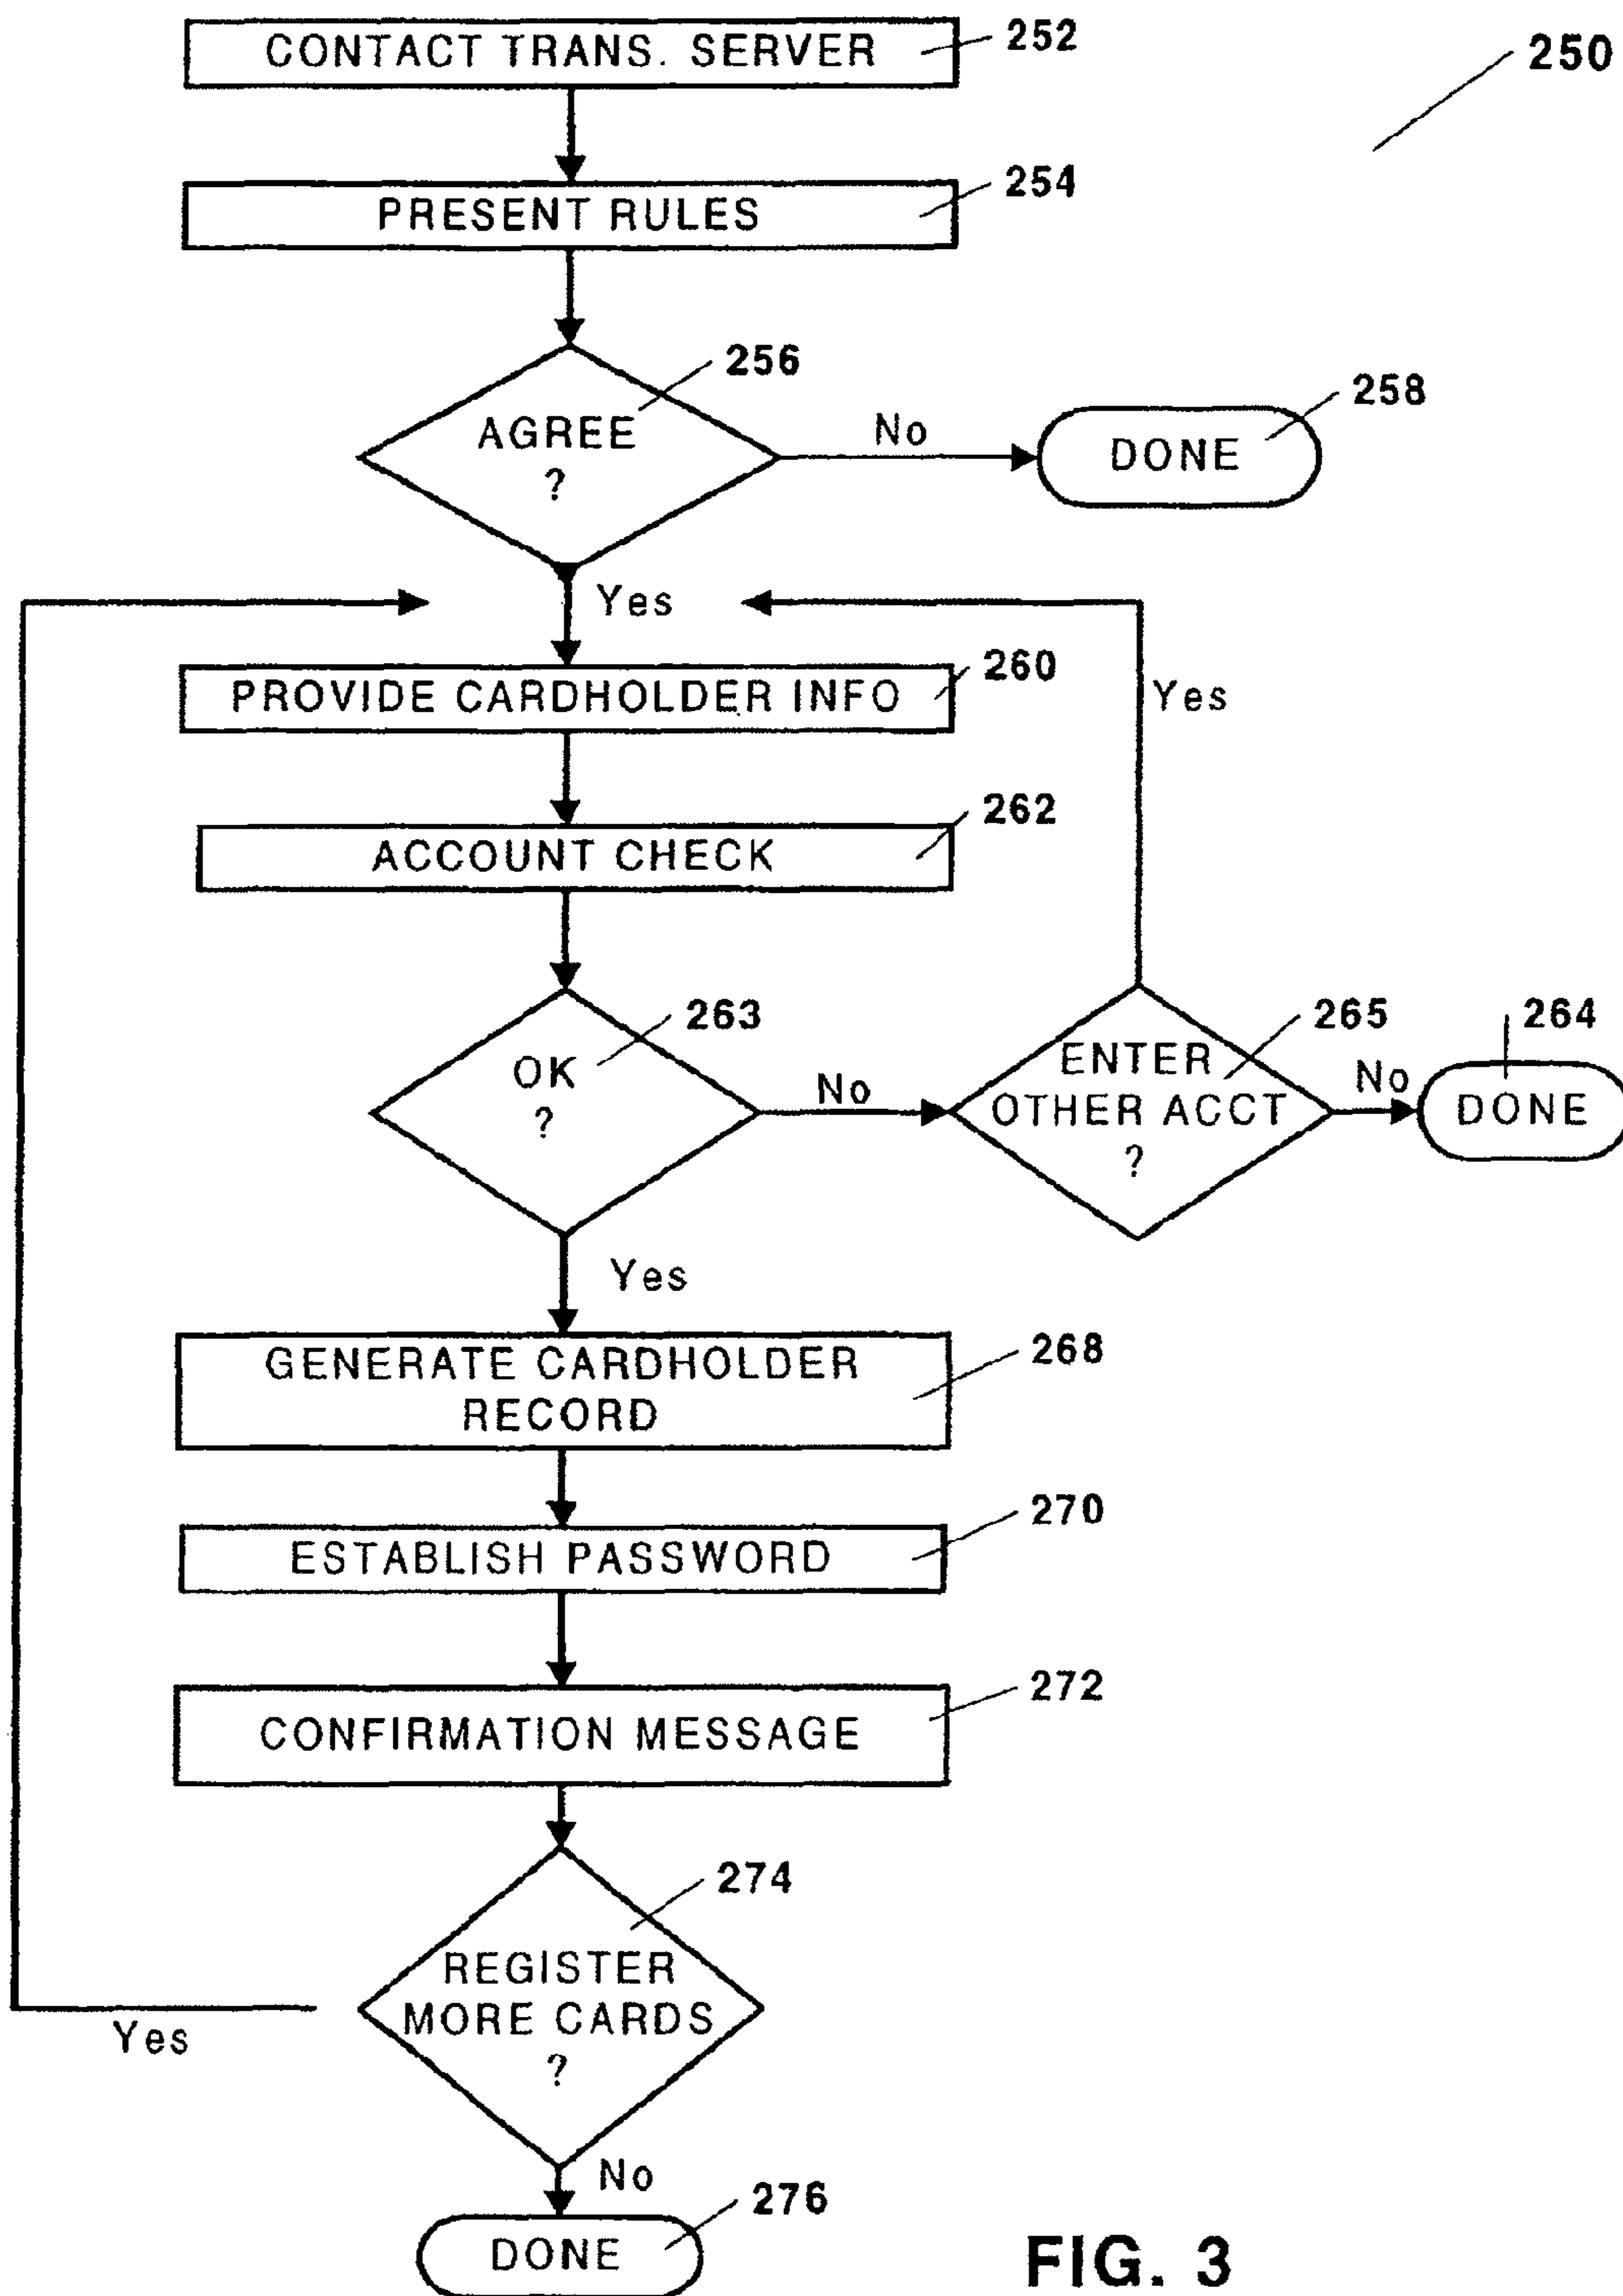 CONTACT TRANS. SERVER
252
250
PRESENT RULES
254
AGREE
?
256
No
DONE
258
Yes
PROVIDE CARDHOLDER INFO
260
Yes
ACCOUNT CHECK
262
OK
?
263
No
ENTER
OTHER ACCT
?
265
No
DONE
264
Yes
GENERATE CARDHOLDER
RECORD
268
ESTABLISH PASSWORD
270
CONFIRMATION MESSAGE
272
REGISTER
MORE CARDS
?
274
Yes
No
DONE
276
FIG. 3